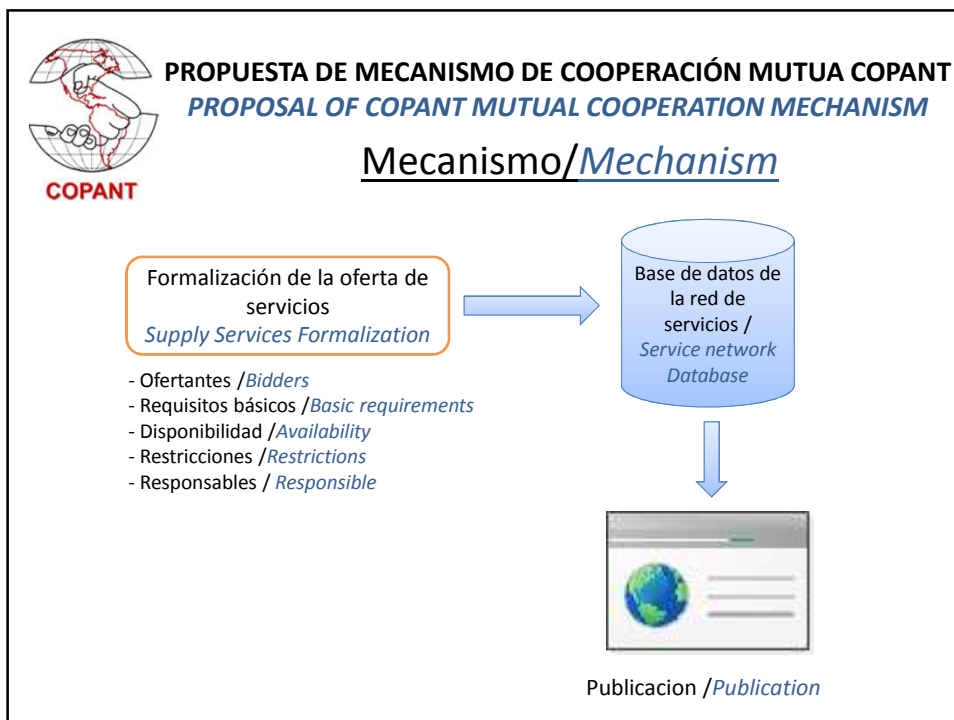 PROPUESTA DE MECANISMO DE COOPERACIÓN MUTUA COPANT
PROPOSAL OF COPANT MUTUAL COOPERATION MECHANISM
Mecanismo/Mechanism
COPANT
Formalización de la oferta de
servicios
Supply Services Formalization
- Ofertantes /Bidders
- Requisitos básicos /Basic requirements
- Disponibilidad /Availability
- Restricciones /Restrictions
- Responsables / Responsible
Base de datos de
la red de
servicios /
Service network
Database
Publicacion /Publication